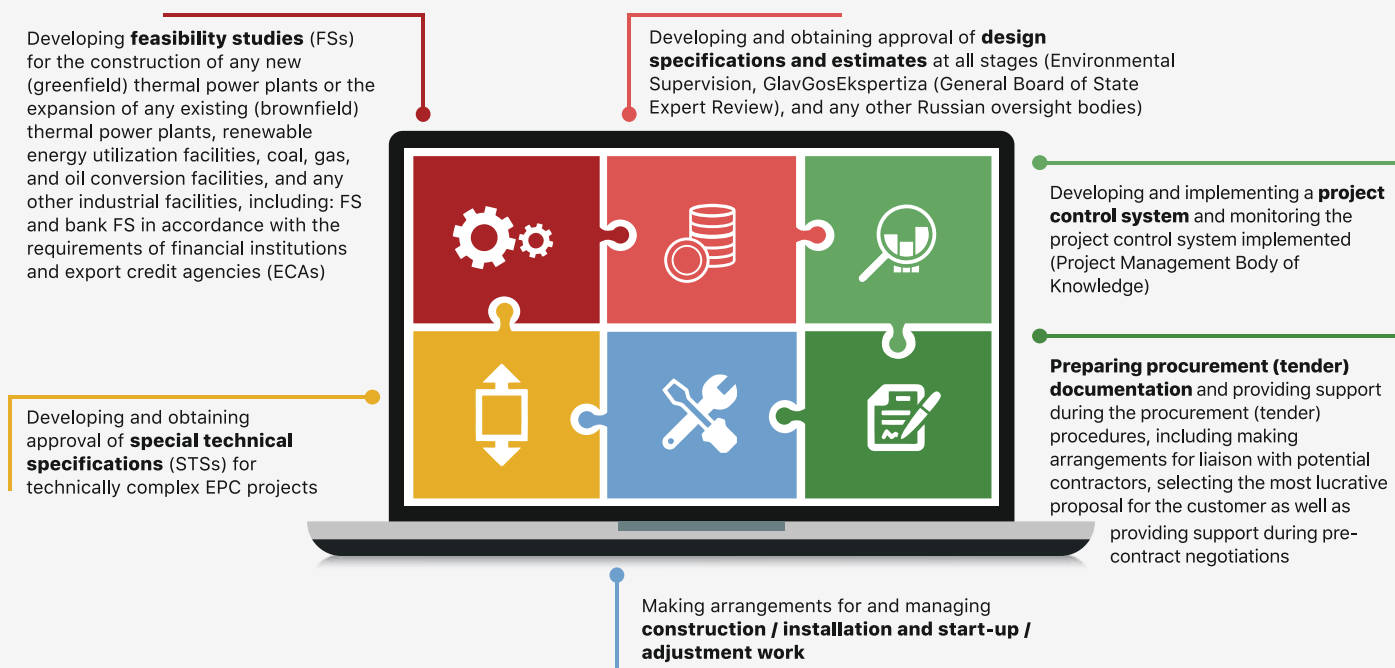 Developing feasibility studies (FSs)
for the construction of any new
(greenfield) thermal power plants or the
expansion of any existing (brownfield)
thermal power plants, renewable
energy utilization facilities, coal, gas,
and oil conversion facilities, and any
other industrial facilities, including: FS
and bank FS in accordance with the
requirements of financial institutions
and export credit agencies (ECAs)
Developing and obtaining approval of design
specifications and estimates at all stages (Environmental
Supervision, GlavGosEkspertiza (General Board of State
Expert Review), and any other Russian oversight bodies)
Developing and implementing a project
control system and monitoring the
project control system implemented
(Project Management Body of
Knowledge)
Preparing procurement (tender)
documentation and providing support
during the procurement (tender)
procedures, including making
arrangements for liaison with potential
contractors, selecting the most lucrative
proposal for the customer as well as
providing support during pre-
contract negotiations
Developing and obtaining
approval of special technical
specifications (STSs) for
technically complex EPC projects
Making arrangements for and managing
construction / installation and start-up /
adjustment work